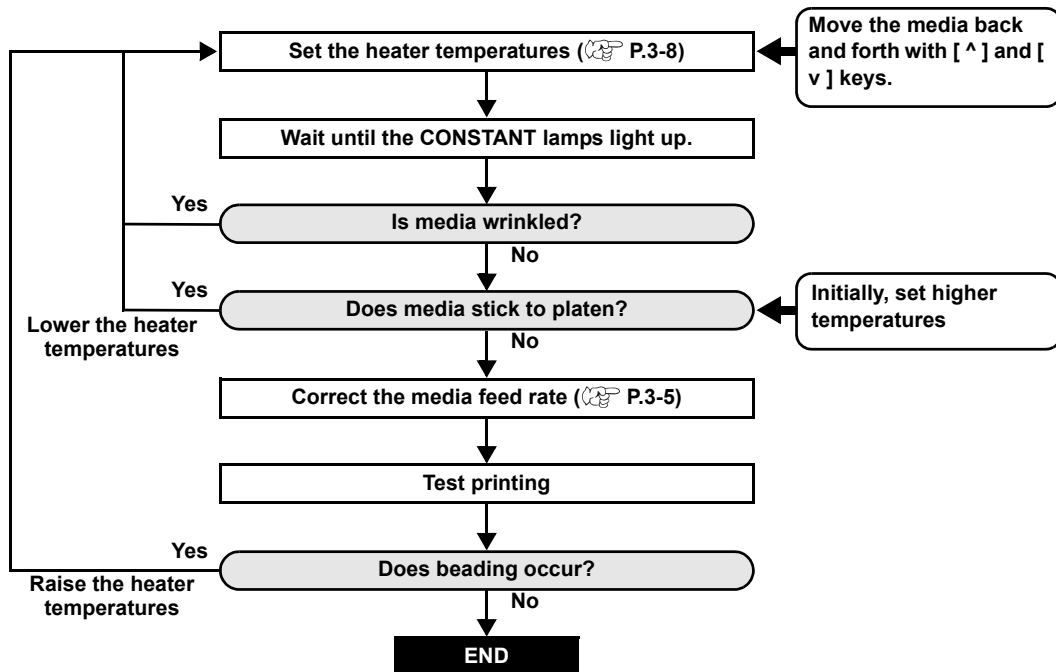 Set the heater temperatures ( P.3-8)
Move the media back
and forth with [ ^ ] and [
v ] keys.
Wait until the CONSTANT lamps light up.
Yes
Is media wrinkled?
No
Yes
Does media stick to platen?
Initially, set higher
temperatures
Lower the heater
temperatures
No
Correct the media feed rate ( P.3-5)
Test printing
Yes
Does beading occur?
Raise the heater
temperatures
No
END